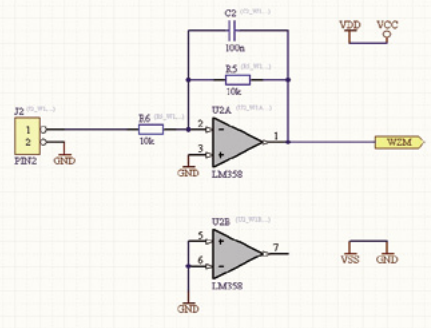 C2
100n
VDD VCC
R5
10k
J2
1
2
PIN2
GND
R6
10k
U2A
2
3
1
GND
LM358
WZM
U2B
5
6
7
LM358
GND
VSS GND